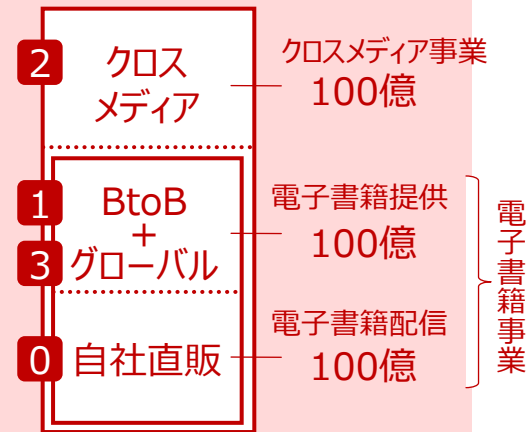 2
クロス
メディア
クロスメディア事業
100億
1
3
BtoB
+
グローバル
電子書籍提供
100億
0
自社直販
電子書籍配信
100億
電子書籍事業